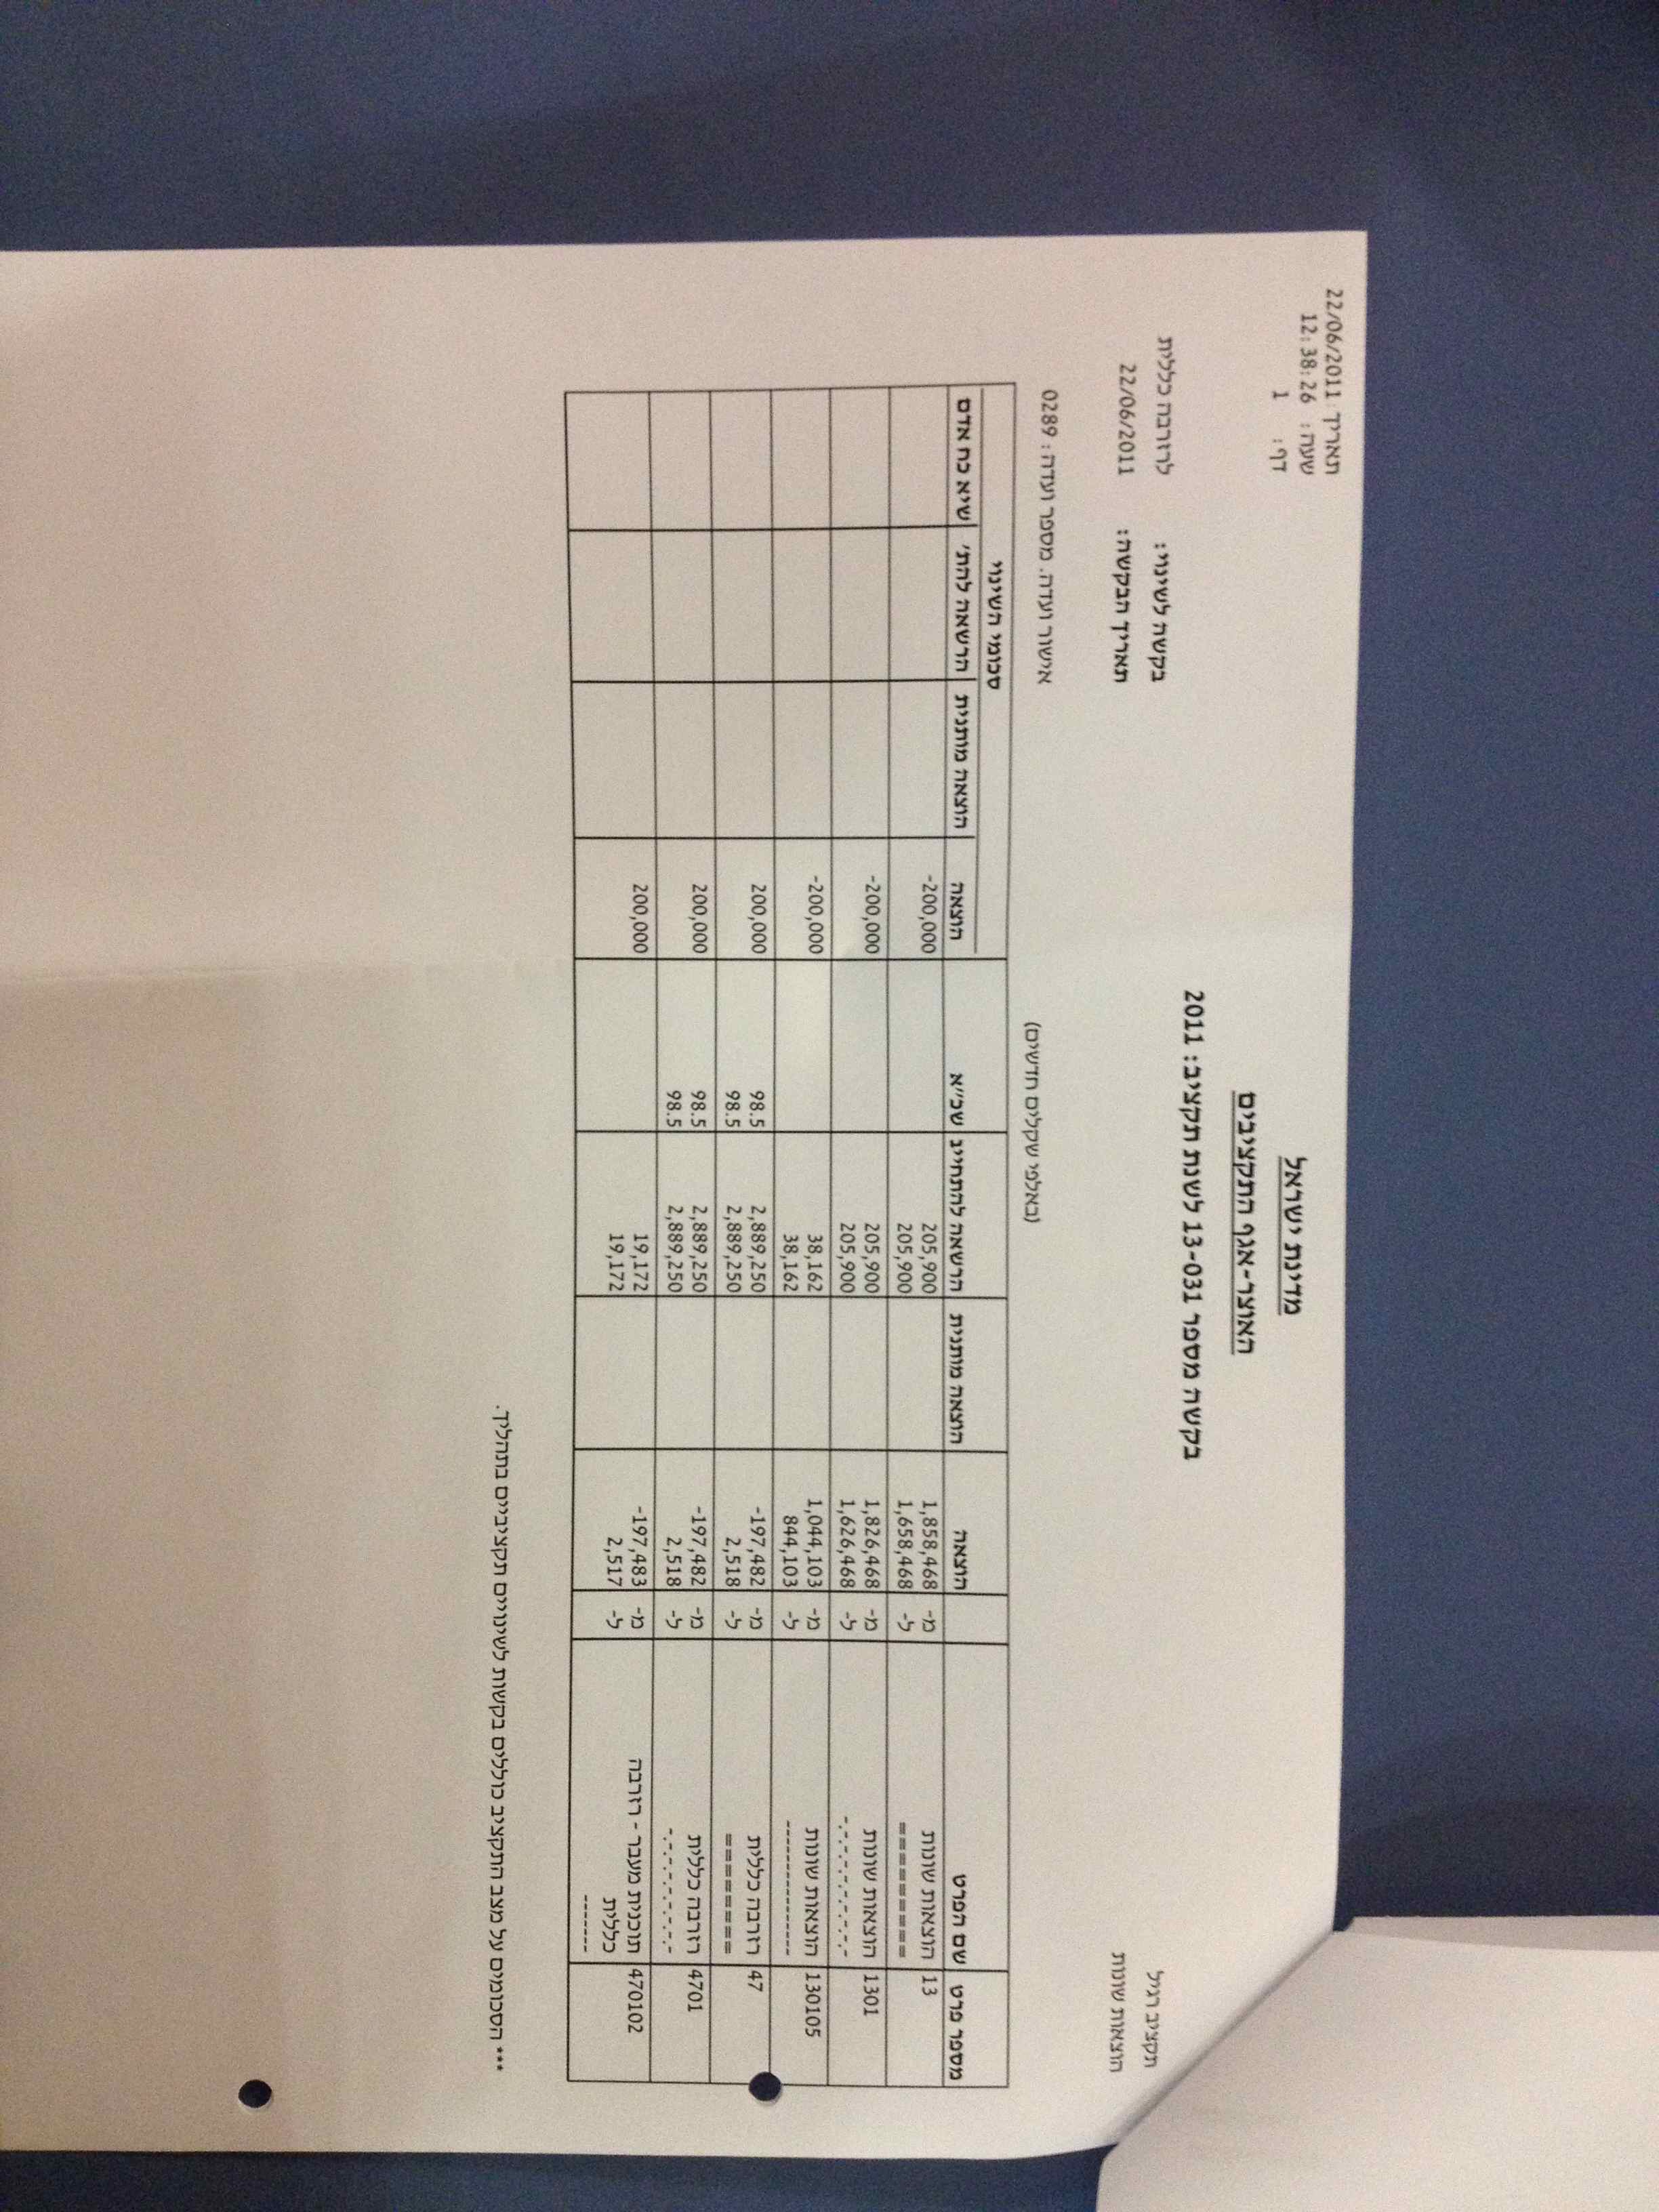 תאריך 22/06/2011
שעה: 12:38:26
דף: 1
מדינת ישראל
האוצר-אגף התקציבים
בקשה מספר 13-031 לשנת תקציב: 2011
תקציב רגיל
הוצאות שונות
בקשה לשינוי: לרזרבה כללית
תאריך הבקשה: 22/06/2011
אישור ועדה. מספר ועדה: 0289
(באלפי שקלים חדשים)
סכומי השינוי
מספר פרט שם הפרט הוצאה הוצאה מותנית הרשאה להתחייב שכ"א הוצאה הוצאה מותנית הרשאה להת' שיא כח אדם
13 הוצאות שונות מ- 1,858,468 205,900 -200,000
========= ל- 1,658,468 205,900
1301 הוצאות שונות מ- 1,826,468 205,900 -200,000
-.-.-.-.-.-.-.- ל- 1,626,468 205,900
130105 הוצאות שונות מ- 1,044,103 38,162 -200,000
------------ ל- 844,103 38,162
47 רזרבה כללית מ- -197,482 2,889,250 98.5 200,000
======== ל- 2,518 2,889,250 98.5
4701 רזרבה כללית מ- -197,482 2,889,250 98.5 200,000
-.-.-.-.-.-.-.- ל- 2,518 2,889,250 98.5
470102 תוכנית מעבר - רזרבה מ- -197,483 19,172 200,000
כללית ל- 2,517 19,172
------
*** הסכומים על מצב התקציב כוללים בקשות לשינויים תקציביים בתהליך.